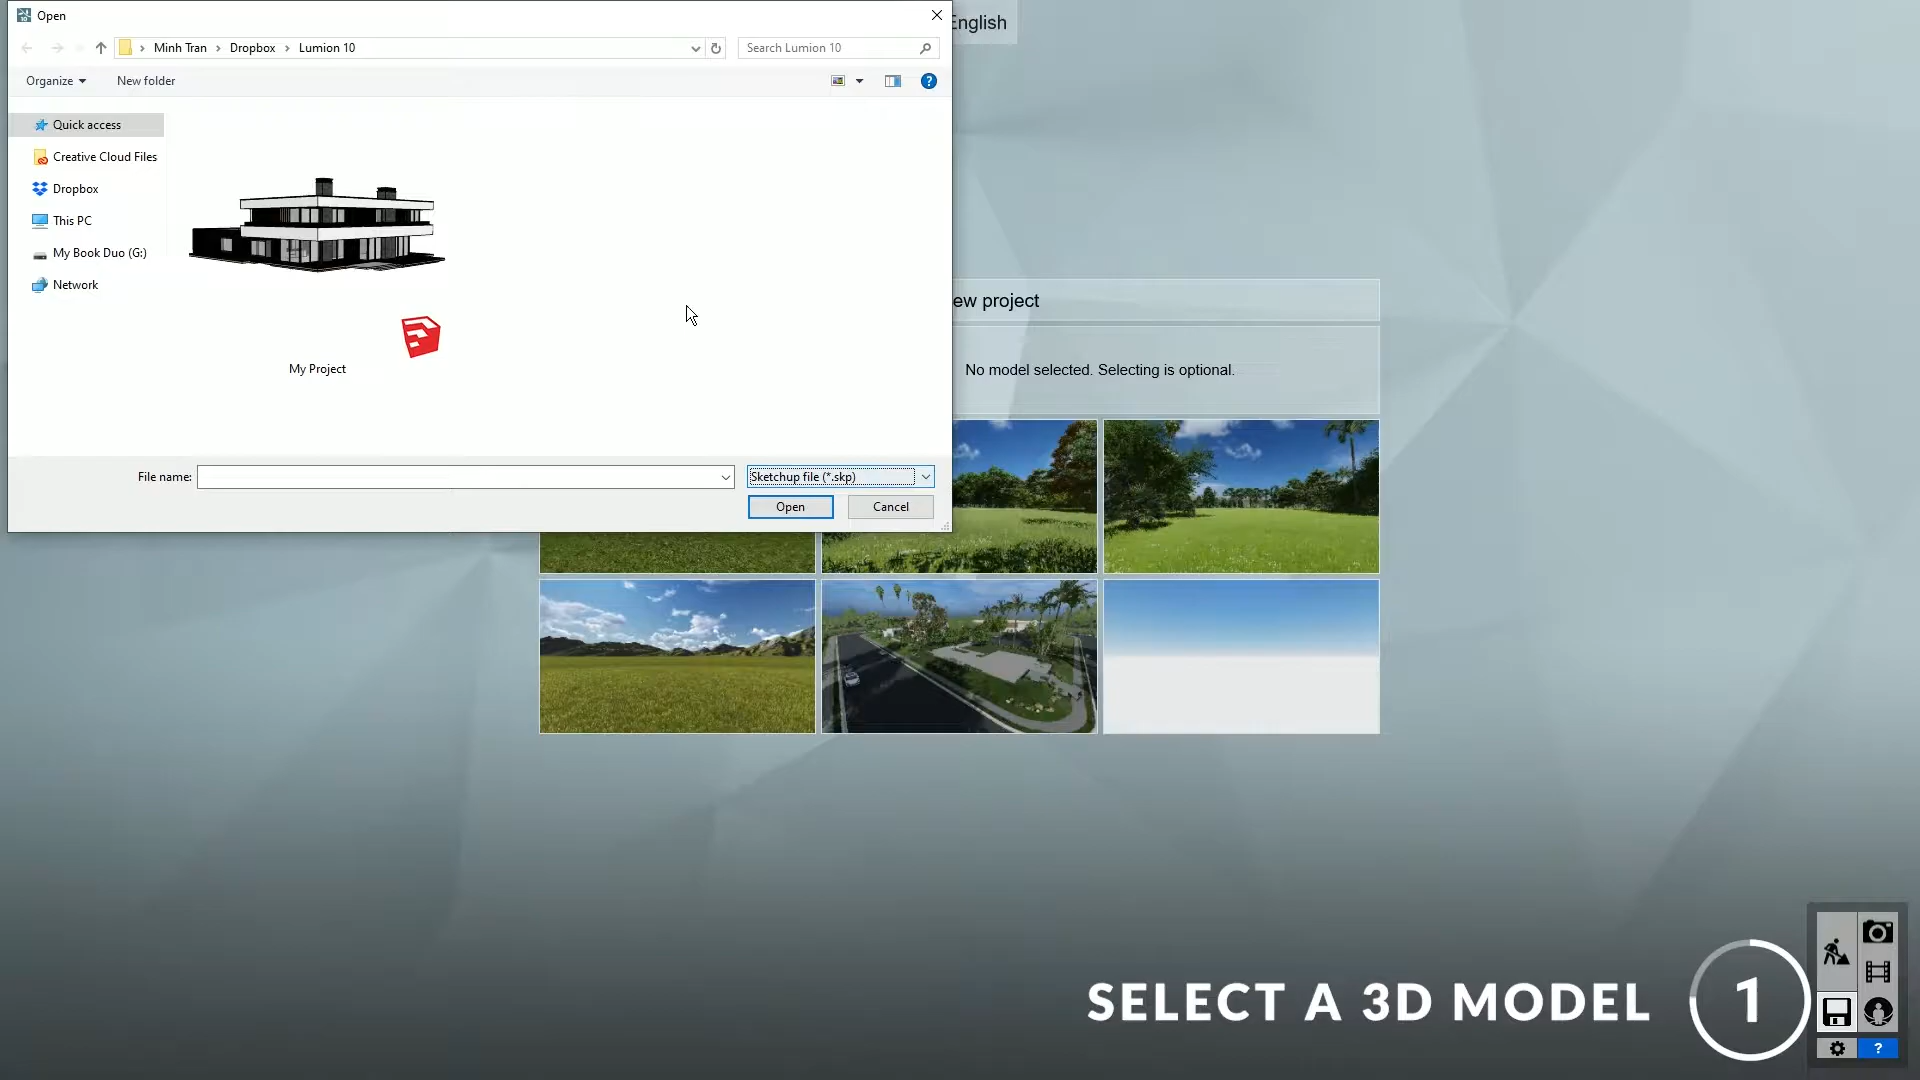 Open
English
Minh Tran
Dropbox
Lumion 10
Search Lumion 10
Organize
New folder
?
Quick access
Creative Cloud Files
Dropbox
This PC
My Book Duo (G:)
Network
My Project
ew project
No model selected. Selecting is optional.
File name:
Sketchup file (*.skp)
Open
Cancel
SELECT A 3D MODEL
1
?